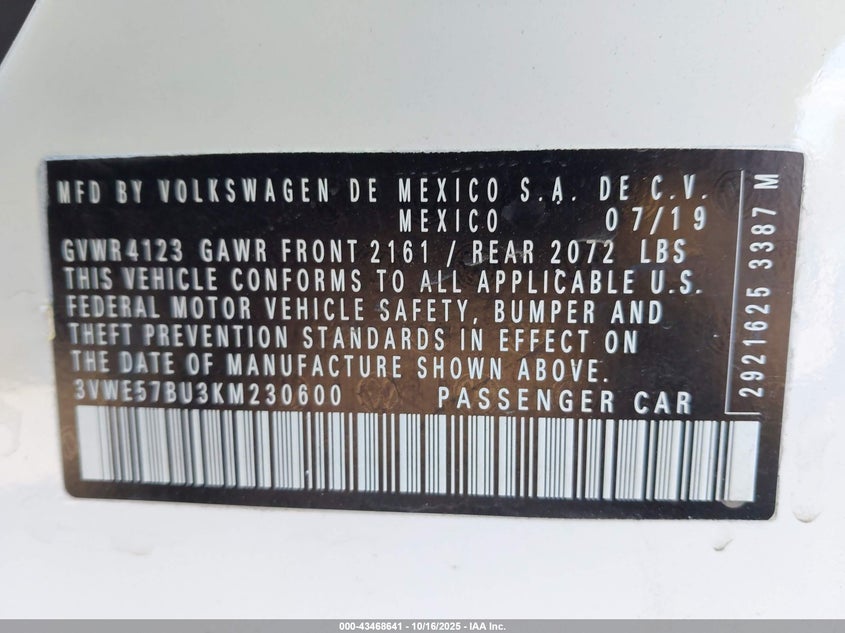 MFD BY VOLKSWAGEN DE MEXICO S.A. DE C.V.
MEXICO 07/19
GVWR 4123 GAWR FRONT 2161 / REAR 2072 LBS
THIS VEHICLE CONFORMS TO ALL APPLICABLE U.S.
FEDERAL MOTOR VEHICLE SAFETY, BUMPER AND
THEFT PREVENTION STANDARDS IN EFFECT ON
THE DATE OF MANUFACTURE SHOWN ABOVE.
3VWE57BU3KM230600 PASSENGER CAR
2921625 3387 M
000-43468641 | 10/16/2025 - IAA Inc.